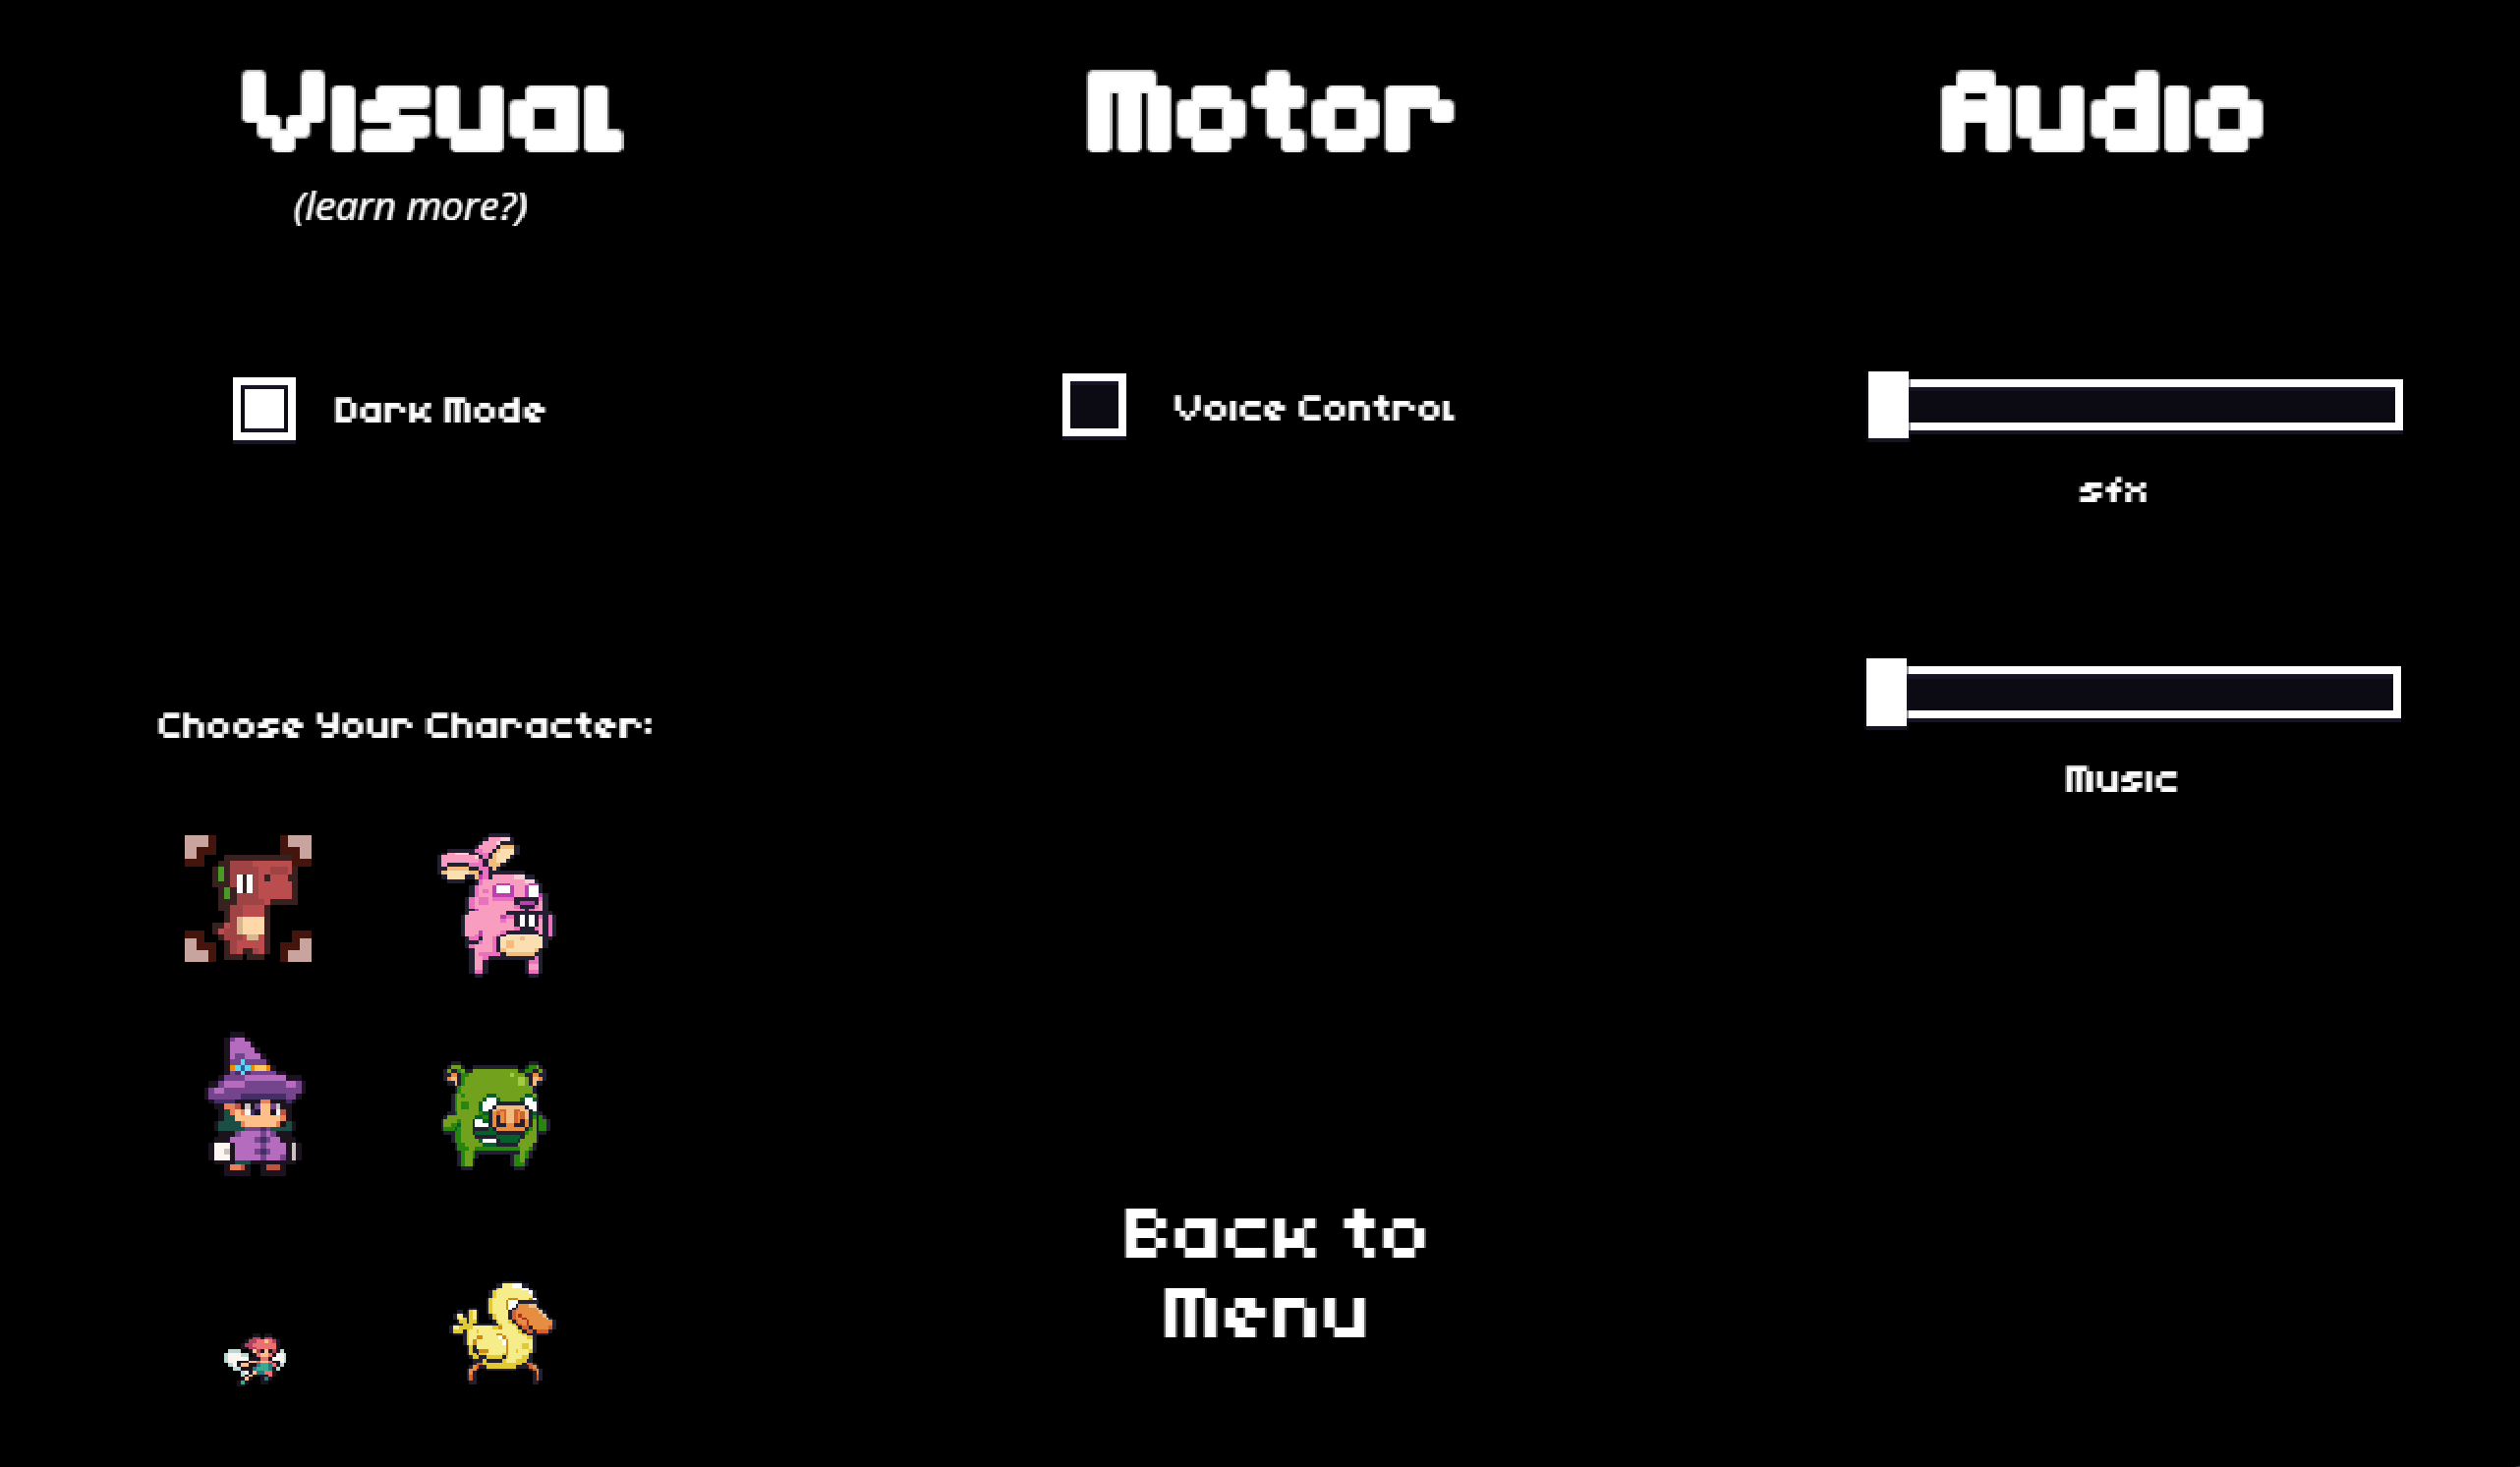 Visual
(learn more?)
Dark Mode
Choose Your Character:
Motor
Voice Control
Back to
Menu
Audio
sfx
Music